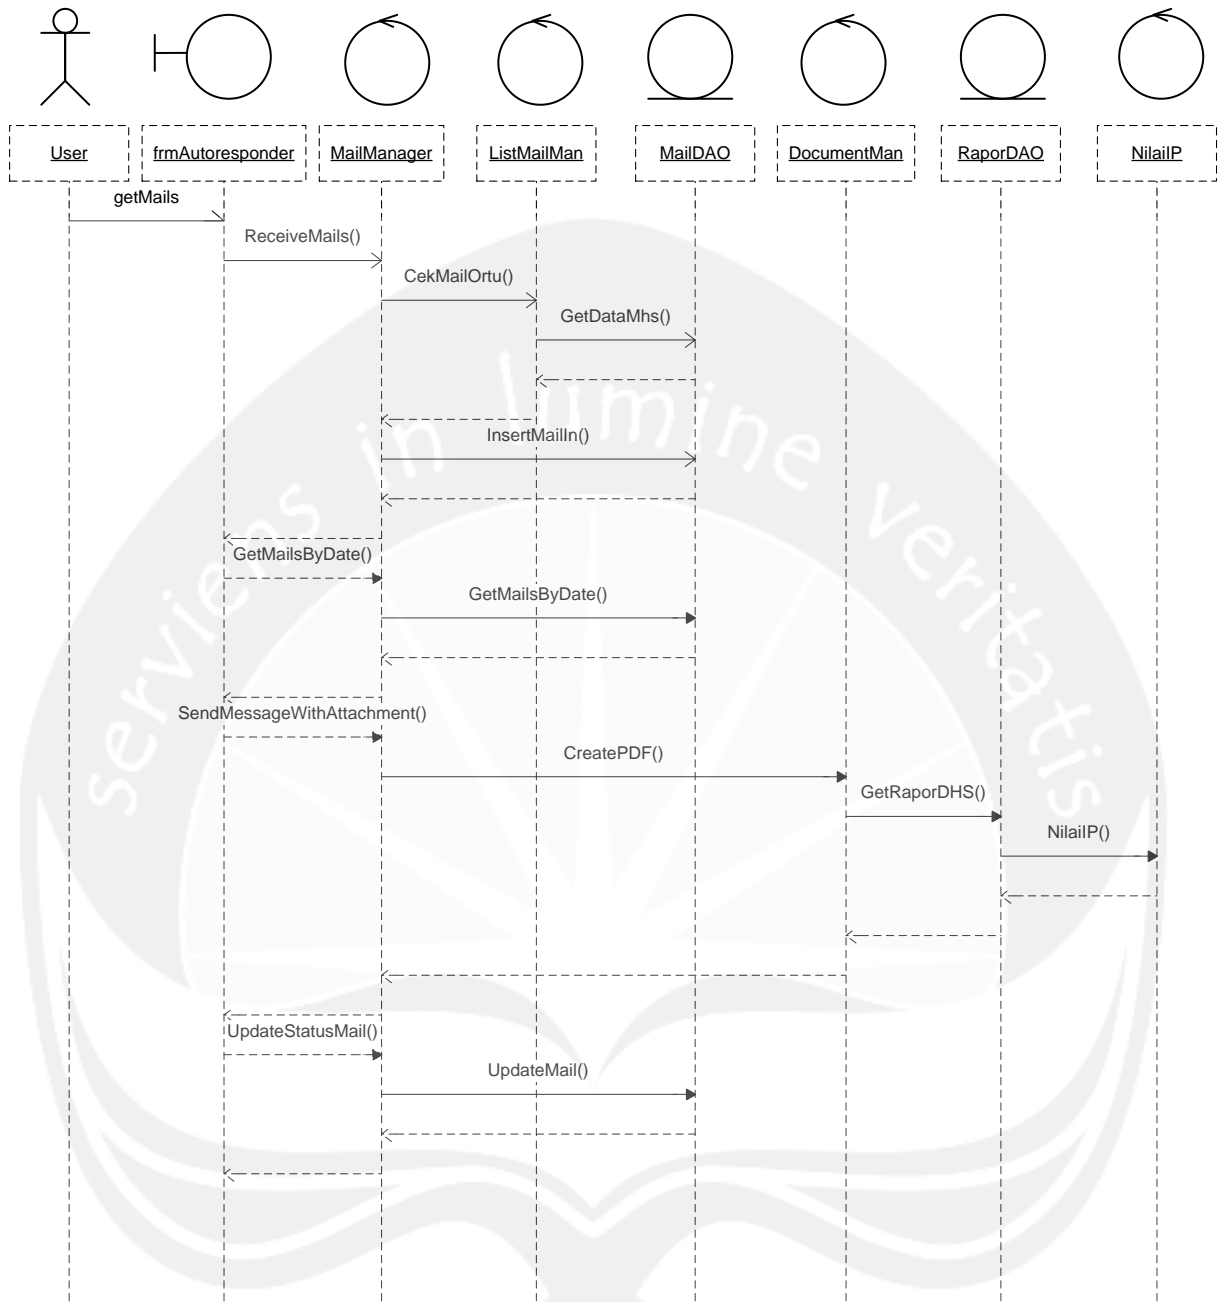 User
frmAutoresponder
MailManager
ListMailMan
MailDAO
DocumentMan
RaporDAO
NilaiIP
getMails
ReceiveMails()
CekMailOrtu()
GetDataMhs()
InsertMailIn()
GetMailsByDate()
GetMailsByDate()
SendMessageWithAttachment()
CreatePDF()
GetRaporDHS()
NilaiIP()
UpdateStatusMail()
UpdateMail()
serviens in lumine veritatis